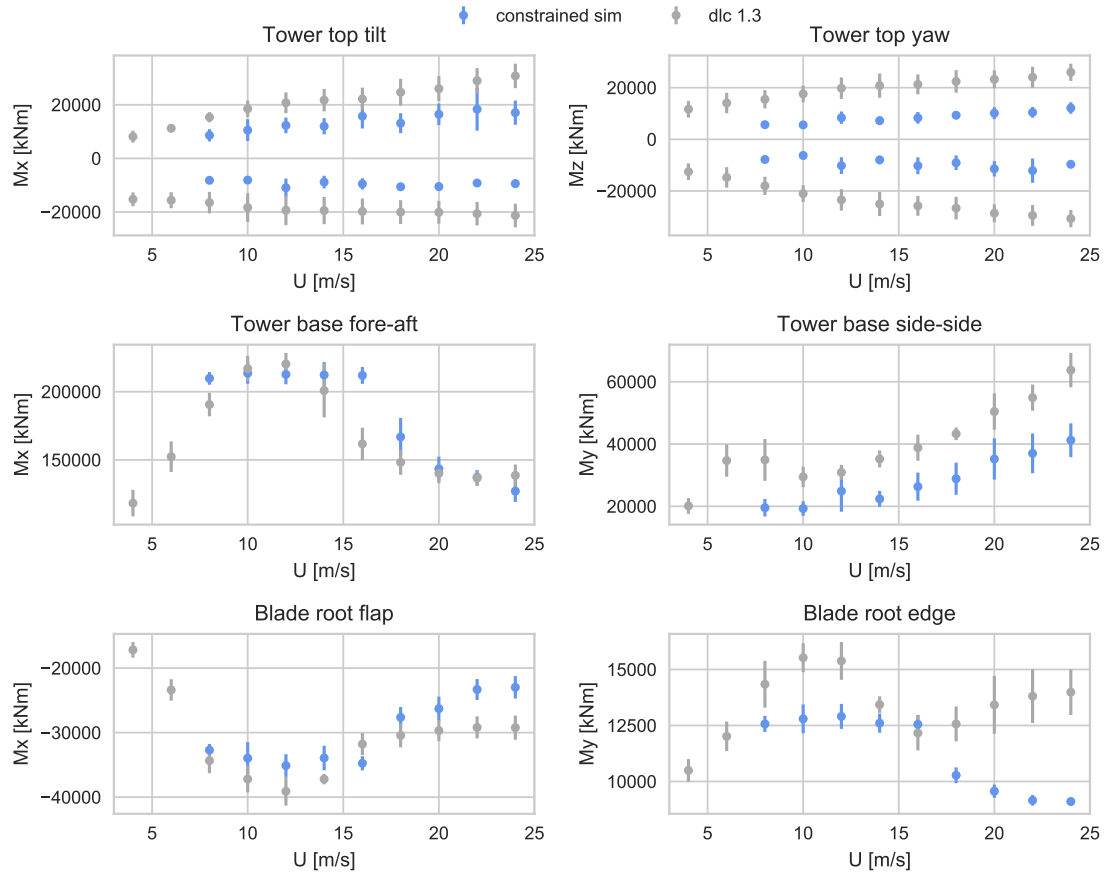 constrained sim dlc 1.3
Tower top tilt Tower top yaw
Mx [kNm]
20000
0
−20000
5 10 15 20 25
U [m/s]
Mz [kNm]
20000
0
−20000
5 10 15 20 25
U [m/s]
Tower base fore-aft Tower base side-side
Mx [kNm]
200000
150000
5 10 15 20 25
U [m/s]
My [kNm]
60000
40000
20000
5 10 15 20 25
U [m/s]
Blade root flap Blade root edge
Mx [kNm]
−20000
−30000
−40000
5 10 15 20 25
U [m/s]
My [kNm]
15000
12500
10000
5 10 15 20 25
U [m/s]